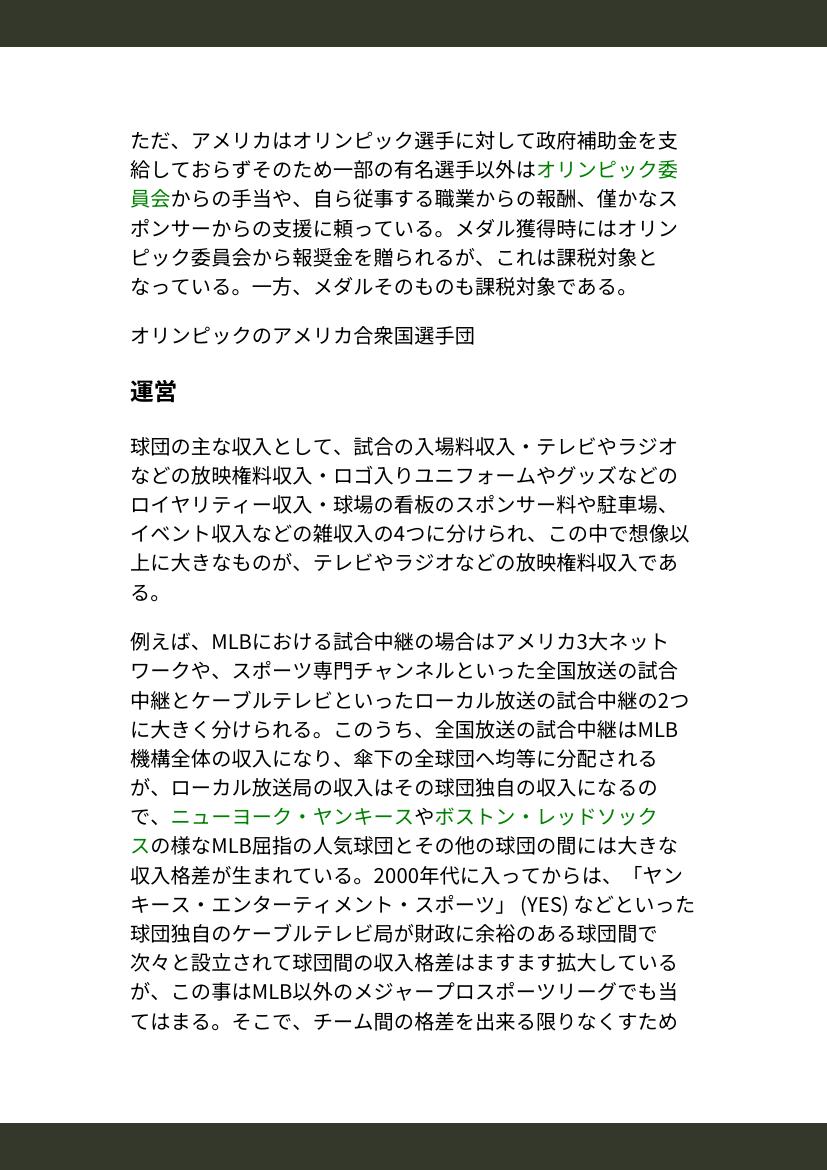 ただ、アメリカはオリンピック選手に対して政府補助金を支
給しておらずそのため一部の有名選手以外はオリンピック委
員会からの手当や、自ら従事する職業からの報酬、僅かなス
ポンサーからの支援に頼っている。メダル獲得時にはオリン
ピック委員会から報奨金を贈られるが、これは課税対象と
なっている。一方、メダルそのものも課税対象である。
オリンピックのアメリカ合衆国選手団
運営
球団の主な収入として、試合の入場料収入・テレビやラジオ
などの放映権料収入・ロゴ入りユニフォームやグッズなどの
ロイヤリティー収入・球場の看板のスポンサー料や駐車場、
イベント収入などの雑収入の4つに分けられ、この中で想像以
上に大きなものが、テレビやラジオなどの放映権料収入であ
る。
例えば、MLBにおける試合中継の場合はアメリカ3大ネット
ワークや、スポーツ専門チャンネルといった全国放送の試合
中継とケーブルテレビといったローカル放送の試合中継の2つ
に大きく分けられる。このうち、全国放送の試合中継はMLB
機構全体の収入になり、傘下の全球団へ均等に分配される
が、ローカル放送局の収入はその球団独自の収入になるの
で、ニューヨーク・ヤンキースやボストン・レッドソック
スの様なMLB屈指の人気球団とその他の球団の間には大きな
収入格差が生まれている。2000年代に入ってからは、「ヤン
キース・エンターティメント・スポーツ」 (YES) などといった
球団独自のケーブルテレビ局が財政に余裕のある球団間で
次々と設立されて球団間の収入格差はますます拡大している
が、この事はMLB以外のメジャープロスポーツリーグでも当
てはまる。そこで、チーム間の格差を出来る限りなくすため